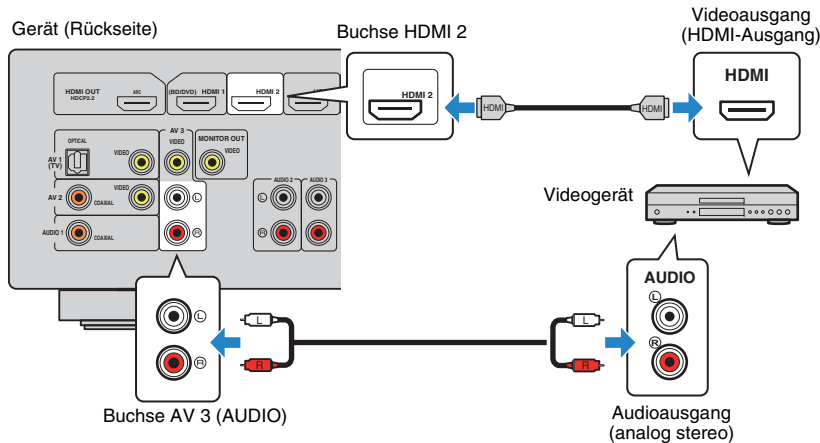 Gerät (Rückseite)
Buchse HDMI 2
Videoausgang
(HDMI-Ausgang)
HDMI OUT
HDCP2.2
ARC
(BD/DVD) HDMI 1
HDMI 2
HDMI 2
HDMI
HDMI
HDMI
OPTICAL
AV 1
(TV)
VIDEO
AV 3
VIDEO
MONITOR OUT
VIDEO
AV 2
COAXIAL
VIDEO
L
R
AUDIO 2
AUDIO 3
L
R
AUDIO 1
COAXIAL
Videogerät
AUDIO
L
R
L
R
L
R
L
R
Buchse AV 3 (AUDIO)
Audioausgang
(analog stereo)